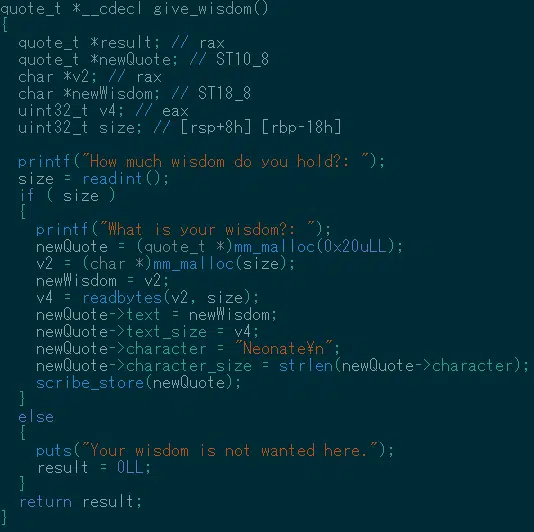 quote_t *__cdecl give_wisdom()
{
  quote_t *result; // rax
  quote_t *newQuote; // ST10_8
  char *v2; // rax
  char *newWisdom; // ST18_8
  uint32_t v4; // eax
  uint32_t size; // [rsp+8h] [rbp-18h]

  printf("How much wisdom do you hold?: ");
  size = readint();
  if ( size )
  {
    printf("What is your wisdom?: ");
    newQuote = (quote_t *)mm_malloc(0x20uLL);
    v2 = (char *)mm_malloc(size);
    newWisdom = v2;
    v4 = readbytes(v2, size);
    newQuote->text = newWisdom;
    newQuote->text_size = v4;
    newQuote->character = "Neonate¥n";
    newQuote->character_size = strlen(newQuote->character);
    scribe_store(newQuote);
  }
  else
  {
    puts("Your wisdom is not wanted here.");
    result = 0LL;
  }
  return result;
}